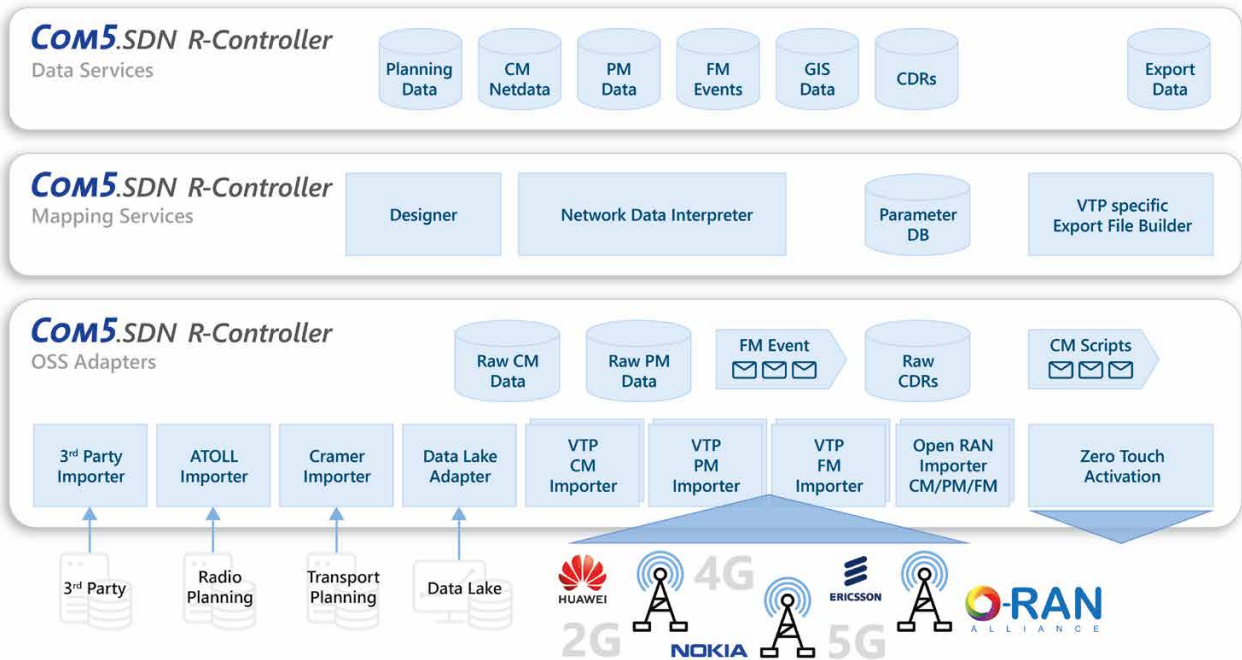 COM5.SDN R-Controller
Data Services
Planning
Data
CM
Netdata
PM
Data
FM
Events
GIS
Data
CDRs
Export
Data
COM5.SDN R-Controller
Mapping Services
Designer
Network Data Interpreter
Parameter
DB
VTP specific
Export File Builder
COM5.SDN R-Controller
OSS Adapters
Raw CM
Data
Raw PM
Data
FM Event
Raw
CDRs
CM Scripts
3rd Party
Importer
ATOLL
Importer
Cramer
Importer
Data Lake
Adapter
VTP
CM
Importer
VTP
PM
Importer
VTP
FM
Importer
Open RAN
Importer
CM/PM/FM
Zero Touch
Activation
3rd Party
Radio
Planning
Transport
Planning
Data Lake
HUAWEI
4G
ERICSSON
O-RAN
ALLIANCE
2G
NOKIA
5G